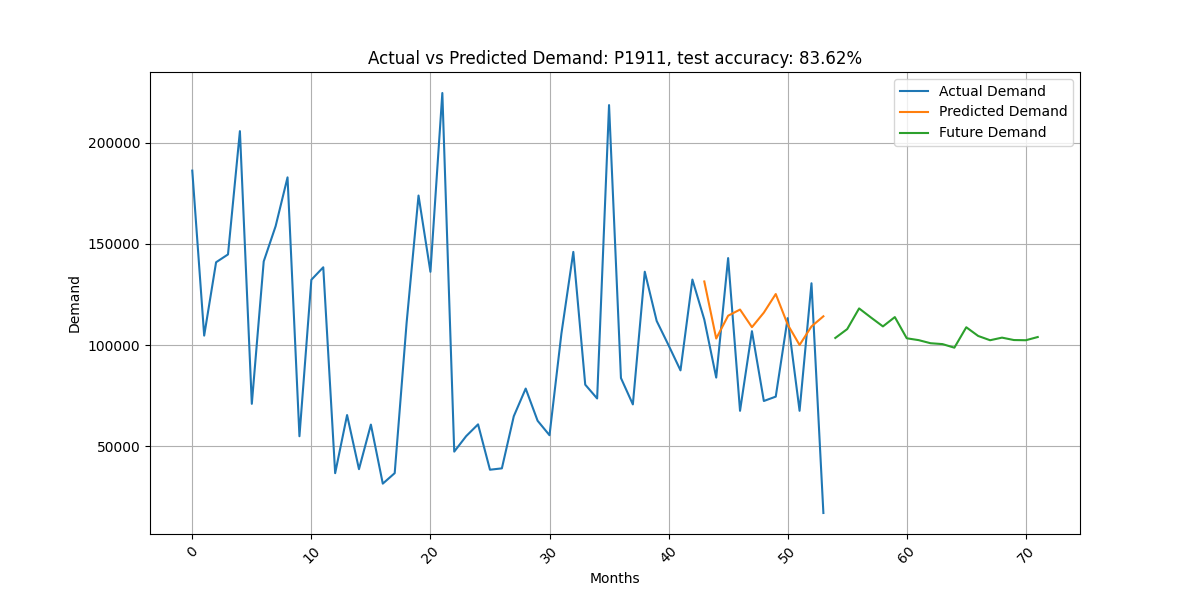 Actual vs Predicted Demand: P1911, test accuracy: 83.62%
Actual Demand
Predicted Demand
Future Demand
200000
150000
100000
50000
Demand
0
10
20
30
40
50
60
70
Months